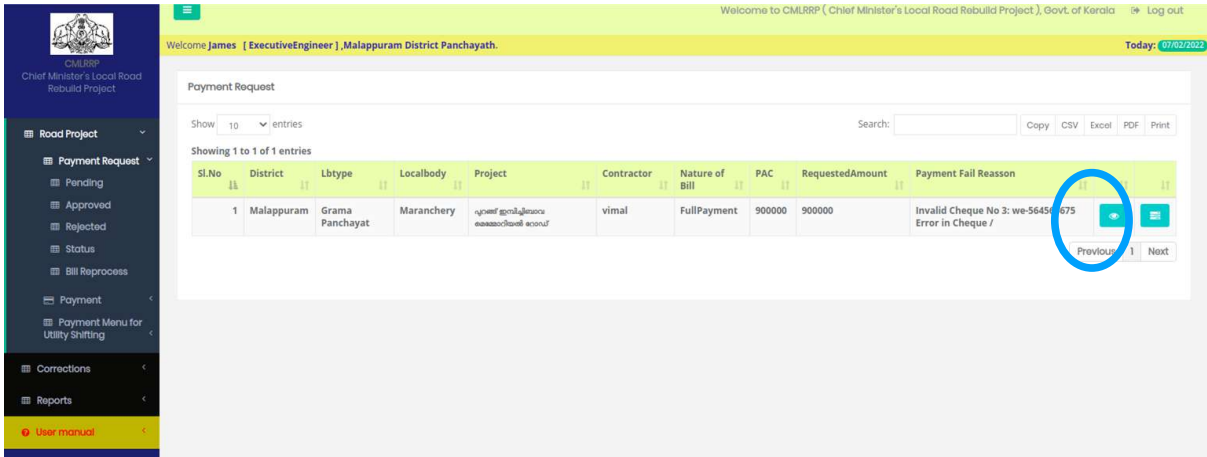 Welcome to CMLRRP ( Chief Minister's Local Road Rebuild Project ), Govt. of Kerala Log out
Welcome James [ ExecutiveEngineer ] ,Malappuram District Panchayath. Today: 07/02/2022
CMLRRP
Chief Minister's Local Road
Rebuild Project
Road Project
Payment Request
Pending
Approved
Rejected
Status
Bill Reprocess
Payment
Payment Menu for
Utility Shifting
Corrections
Reports
User manual
Payment Request
Show 10 entries Search: Copy CSV Excel PDF Print
Showing 1 to 1 of 1 entries
Sl.No District Lbtype Localbody Project Contractor Nature of Bill PAC RequestedAmount Payment Fail Reasson
1 Malappuram Grama Panchayat Maranchery പുറങ്ങ് ഇമ്പിച്ചിബാവ മെമ്മോറിയൽ റോഡ് vimal FullPayment 900000 900000 Invalid Cheque No 3:
Error in Cheque /
Previous 1 Next